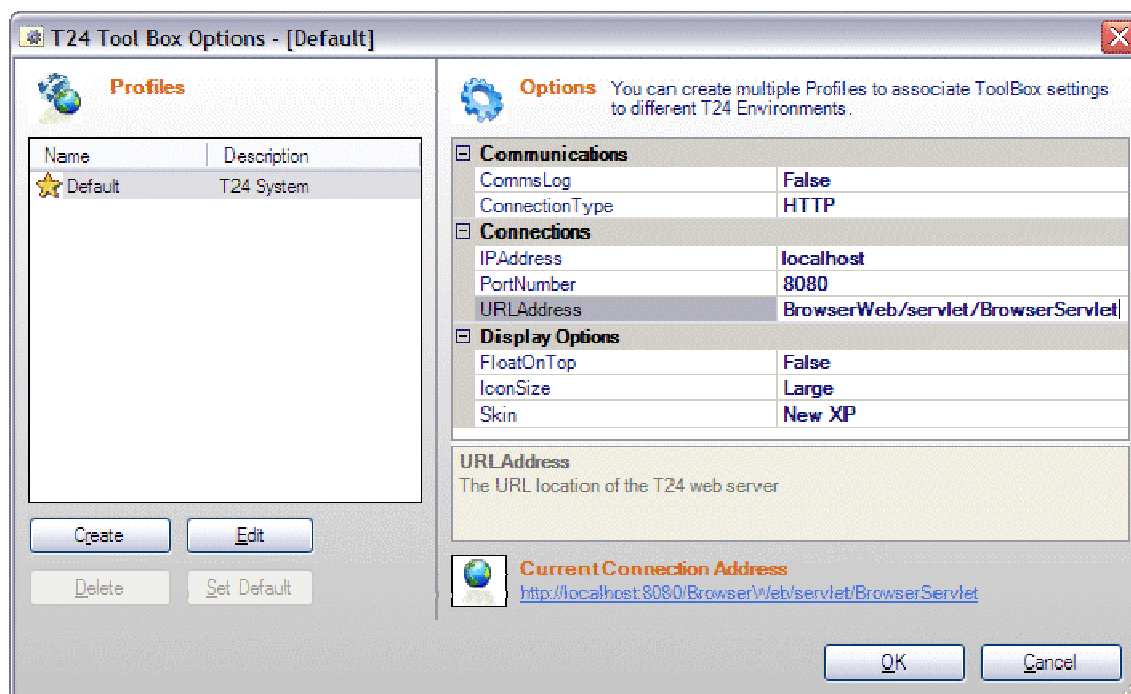 T24 Tool Box Options - [Default]
Profiles
Name Description
Default T24 System
Create Edit
Delete Set Default
Options You can create multiple Profiles to associate ToolBox settings
to different T24 Environments.
Communications
CommsLog False
ConnectionType HTTP
Connections
IPAddress localhost
PortNumber 8080
URLAddress BrowserWeb/servlet/BrowserServlet
Display Options
FloatOnTop False
IconSize Large
Skin New XP
URLAddress
The URL location of the T24 web server
Current Connection Address
http://localhost:8080/BrowserWeb/servlet/BrowserServlet
OK Cancel